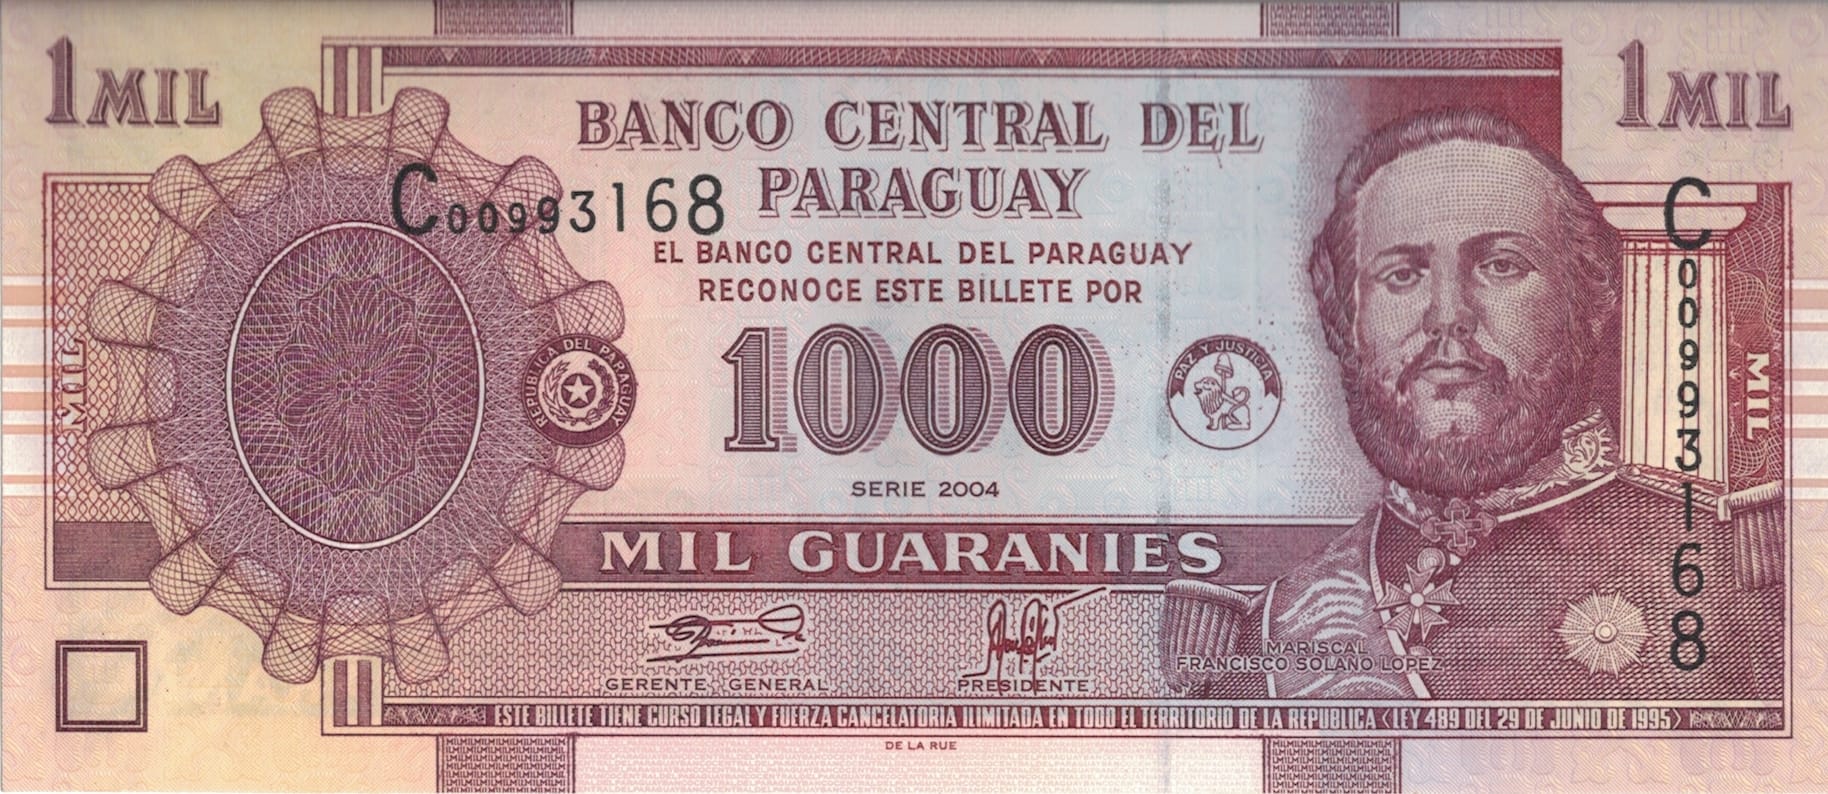 1 MIL
1 MIL
BANCO CENTRAL DEL
PARAGUAY
C00993168
EL BANCO CENTRAL DEL PARAGUAY
RECONOCE ESTE BILLETE POR
1000
REPUBLICA DEL PARAGUAY
PAZ Y JUSTICIA
C00993168
MIL
MIL
SERIE 2004
MIL GUARANIES
GERENTE GENERAL
PRESIDENTE
MARISCAL
FRANCISCO SOLANO LOPEZ
ESTE BILLETE TIENE CURSO LEGAL Y FUERZA CANCELATORIA ILIMITADA EN TODO EL TERRITORIO DE LA REPUBLICA <LEY 489 DEL 29 DE JUNIO DE 1995>
DE LA RUE